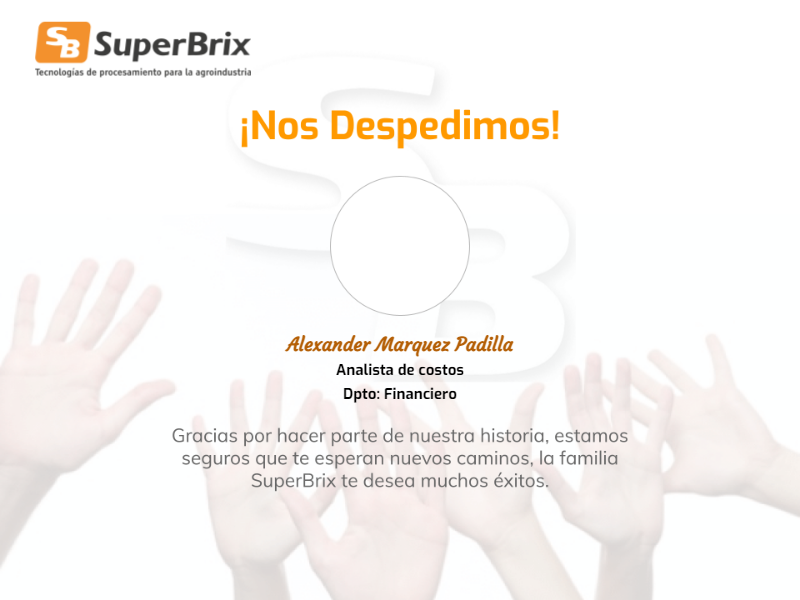 SB SuperBrix
Tecnologías de procesamiento para la agroindustria
¡Nos Despedimos!
SB
Alexander Marquez Padilla
Analista de costos
Dpto: Financiero
Gracias por hacer parte de nuestra historia, estamos
seguros que te esperan nuevos caminos, la familia
SuperBrix te desea muchos éxitos.